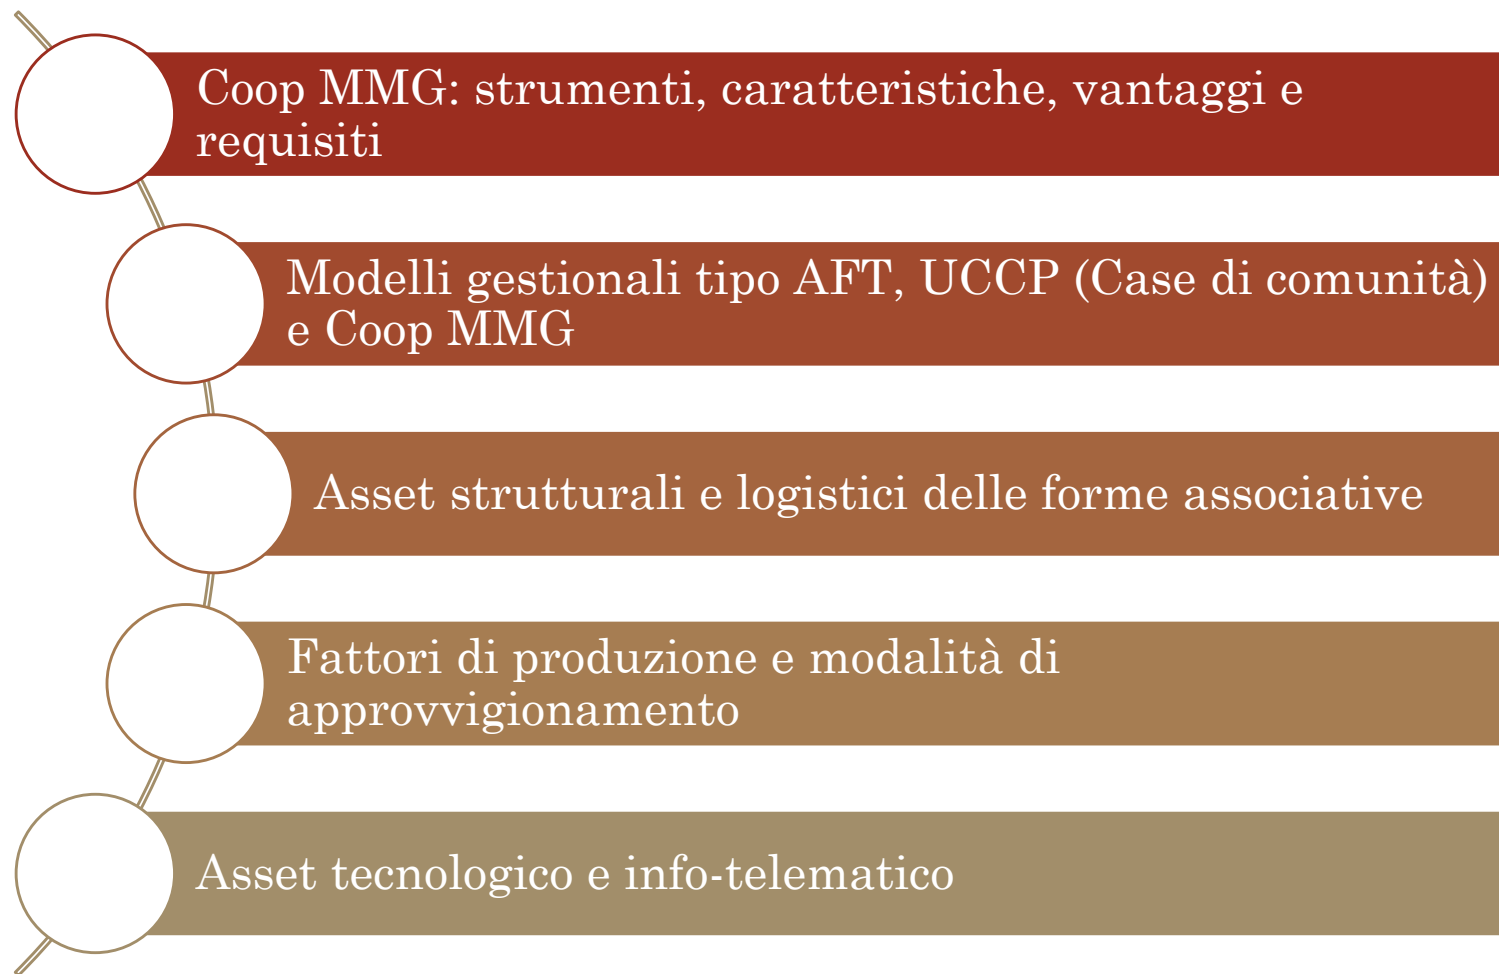 Coop MMG: strumenti, caratteristiche, vantaggi e
requisiti
Modelli gestionali tipo AFT, UCCP (Case di comunità)
e Coop MMG
Asset strutturali e logistici delle forme associative
Fattori di produzione e modalità di
approvvigionamento
Asset tecnologico e info-telematico